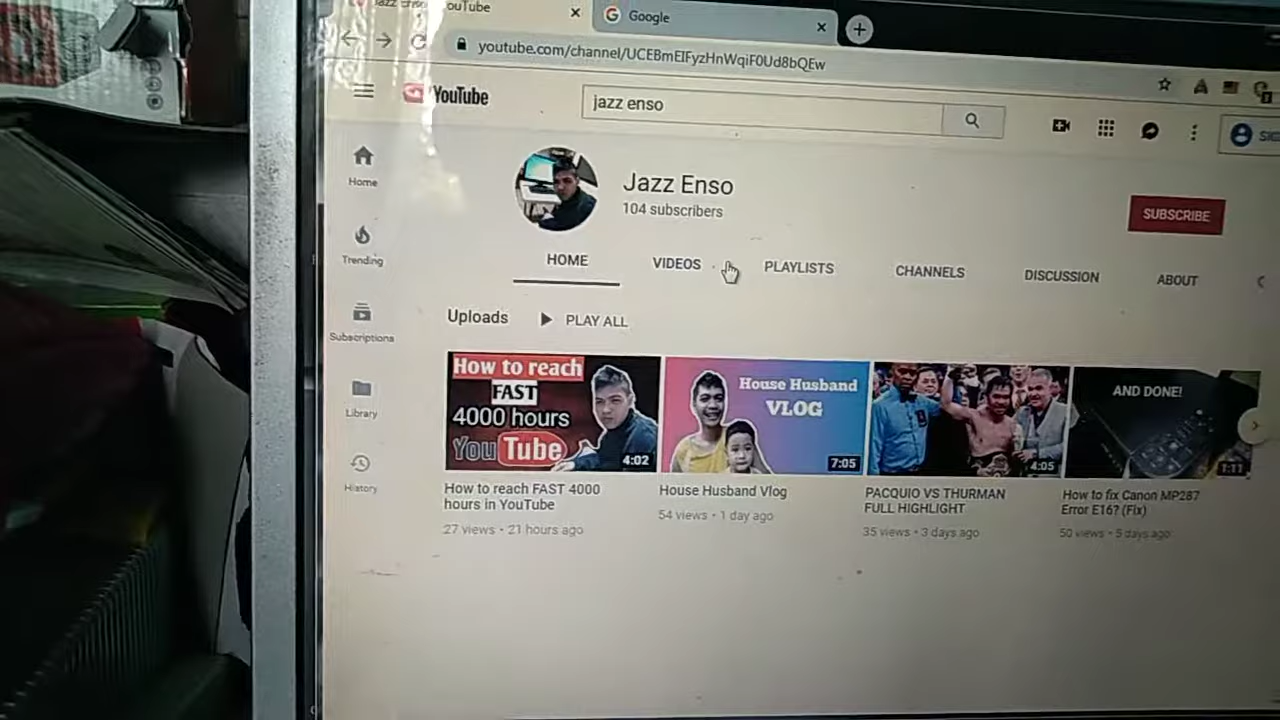 YouTube
Google
youtube.com/channel/UCEBmEIFyzHnWqiF0Ud8bQEw
YouTube
jazz enso
Home
Trending
Subscriptions
Library
History
Jazz Enso
104 subscribers
SUBSCRIBE
HOME
VIDEOS
PLAYLISTS
CHANNELS
DISCUSSION
ABOUT
Uploads
PLAY ALL
How to reach
FAST
4000 hours
YouTube
4:02
House Husband
VLOG
7:05
4:05
AND DONE!
1:11
How to reach FAST 4000
hours in YouTube
27 views • 21 hours ago
House Husband Vlog
54 views • 1 day ago
PACQUIO VS THURMAN
FULL HIGHLIGHT
35 views • 3 days ago
How to fix Canon MP287
Error E16? (Fix)
50 views • 5 days ago